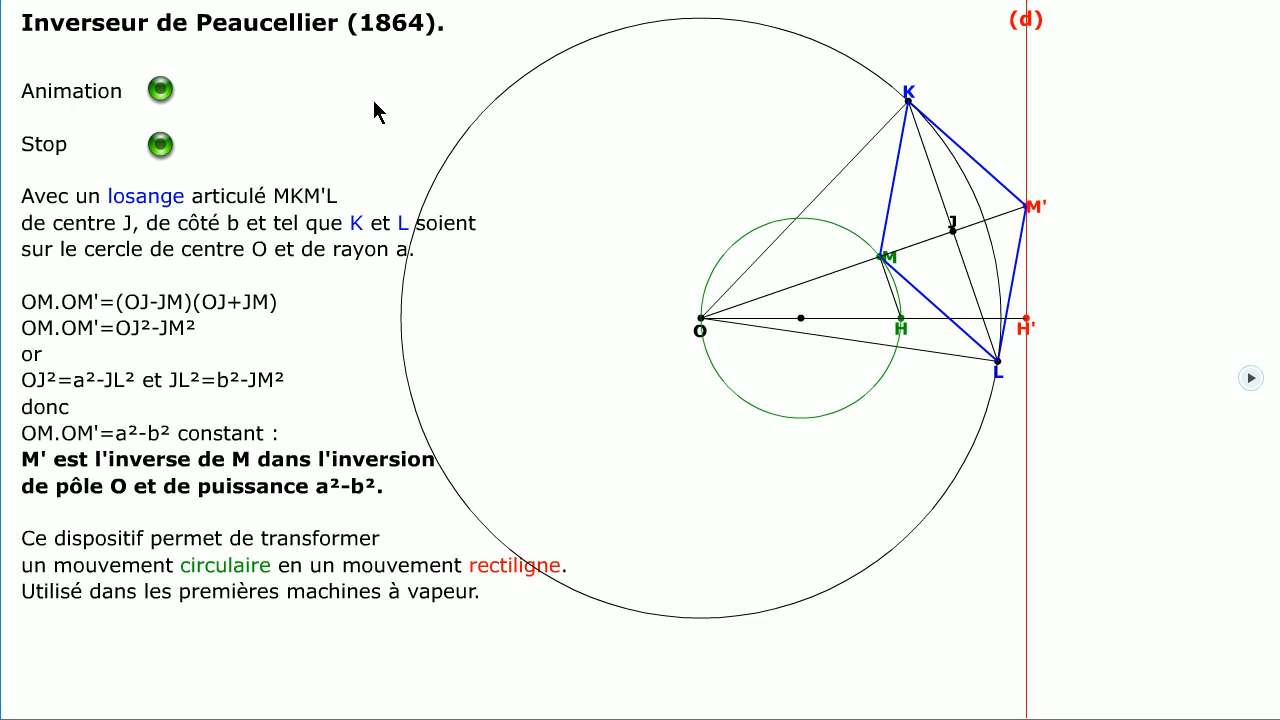 Inverseur de Peaucellier (1864).
Animation
Stop
Avec un losange articulé MKM'L
de centre J, de côté b et tel que K et L soient
sur le cercle de centre O et de rayon a.
OM.OM'=(OJ-JM)(OJ+JM)
OM.OM'=OJ²-JM²
or
OJ²=a²-JL² et JL²=b²-JM²
donc
OM.OM'=a²-b² constant :
M' est l'inverse de M dans l'inversion
de pôle O et de puissance a²-b².
Ce dispositif permet de transformer
un mouvement circulaire en un mouvement rectiligne.
Utilisé dans les premières machines à vapeur.
(d)
K
M'
J
M
O
H
H'
L